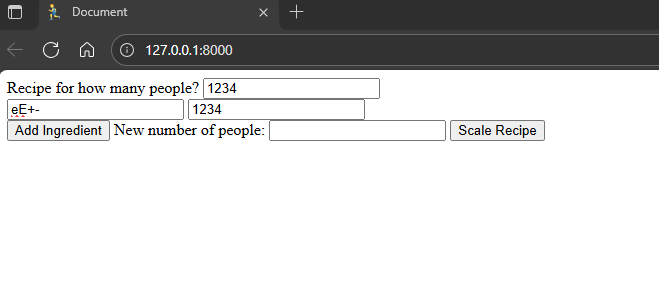 Document
127.0.0.1:8000
Recipe for how many people? 1234
eE+- 1234
Add Ingredient New number of people: Scale Recipe